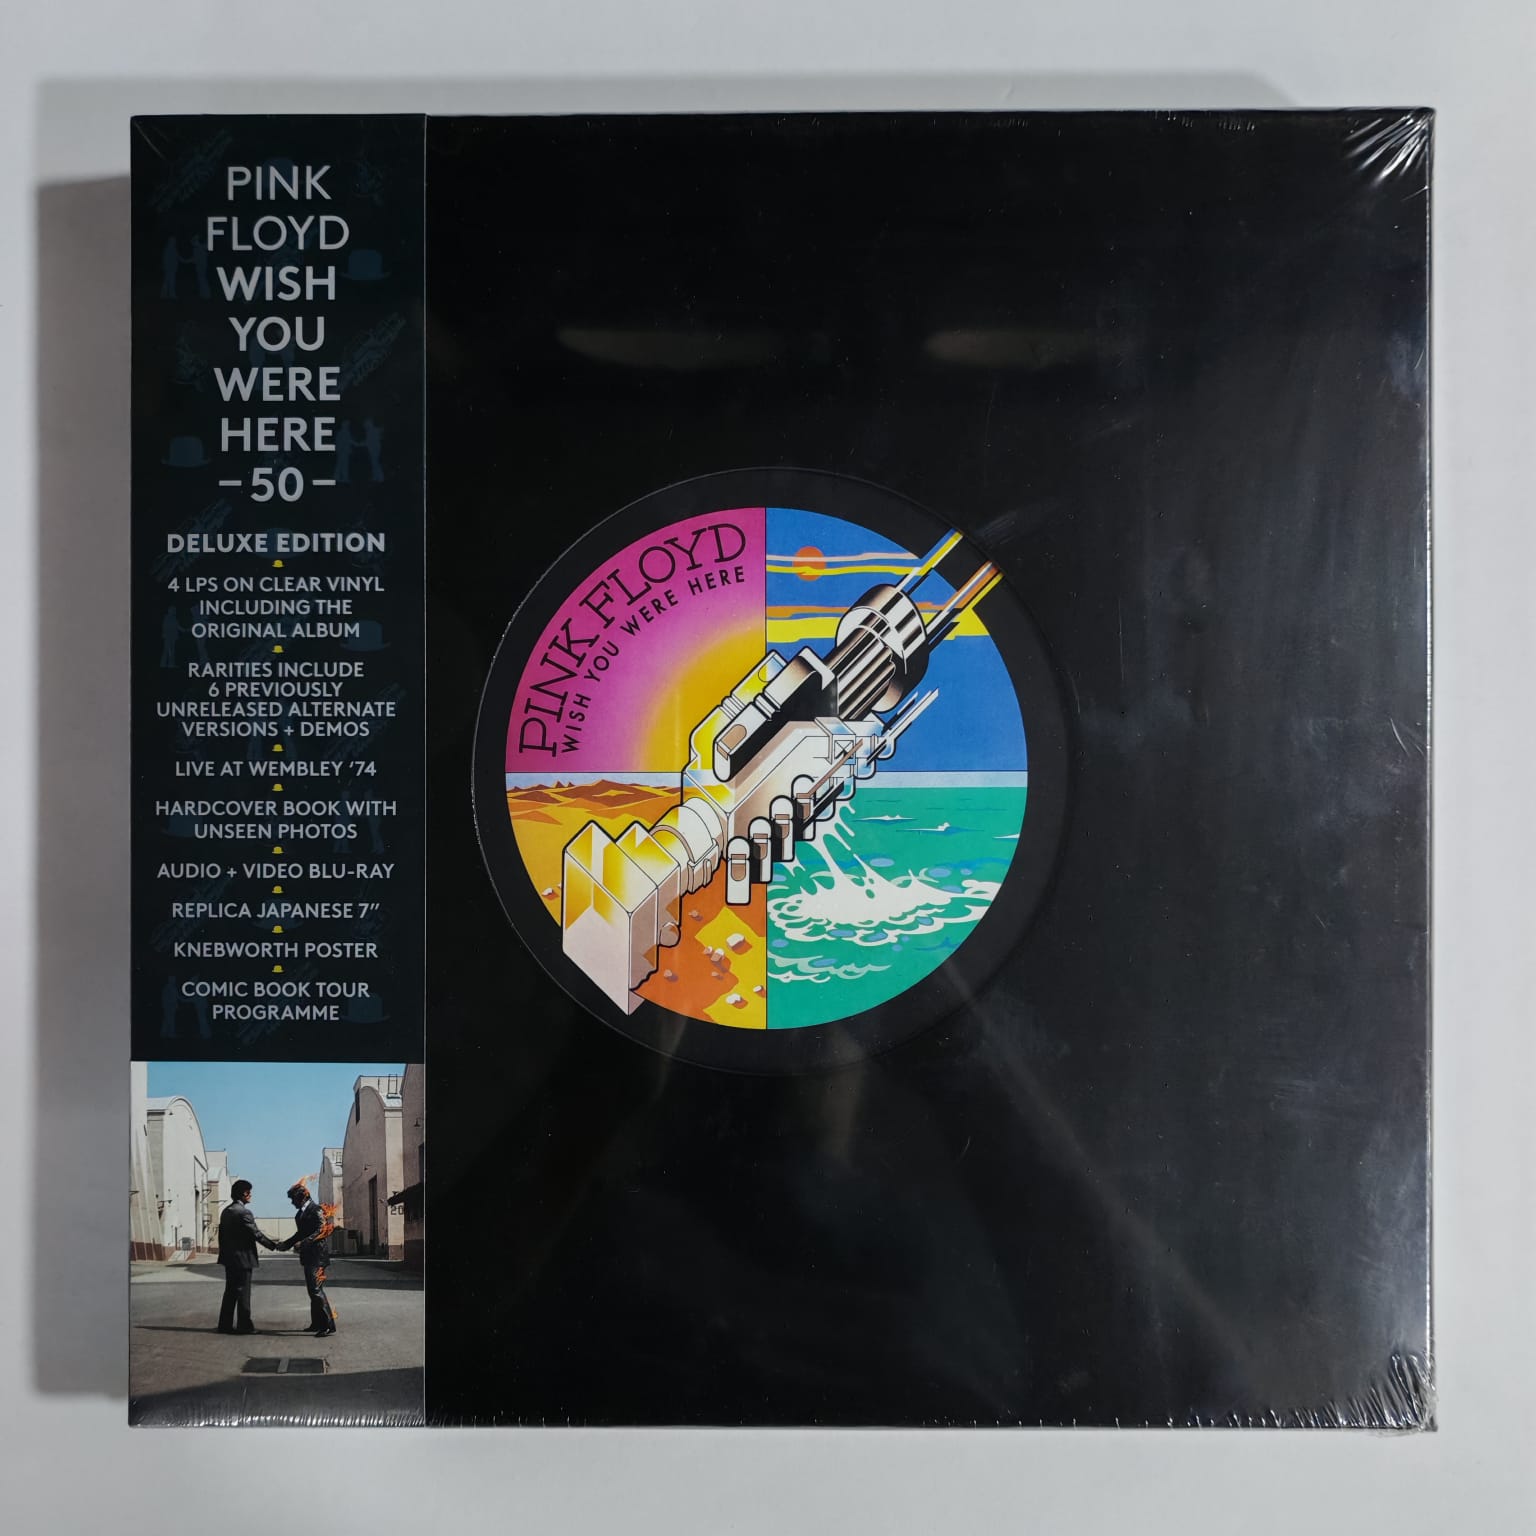 PINK
FLOYD
WISH
YOU
WERE
HERE
–50–
DELUXE EDITION
4 LPS ON CLEAR VINYL
INCLUDING THE
ORIGINAL ALBUM
RARITIES INCLUDE
6 PREVIOUSLY
UNRELEASED ALTERNATE
VERSIONS + DEMOS
LIVE AT WEMBLEY ‘74
HARDCOVER BOOK WITH
UNSEEN PHOTOS
AUDIO + VIDEO BLU-RAY
REPLICA JAPANESE 7”
KNEBWORTH POSTER
COMIC BOOK TOUR
PROGRAMME
PINK FLOYD
WISH YOU WERE HERE
20